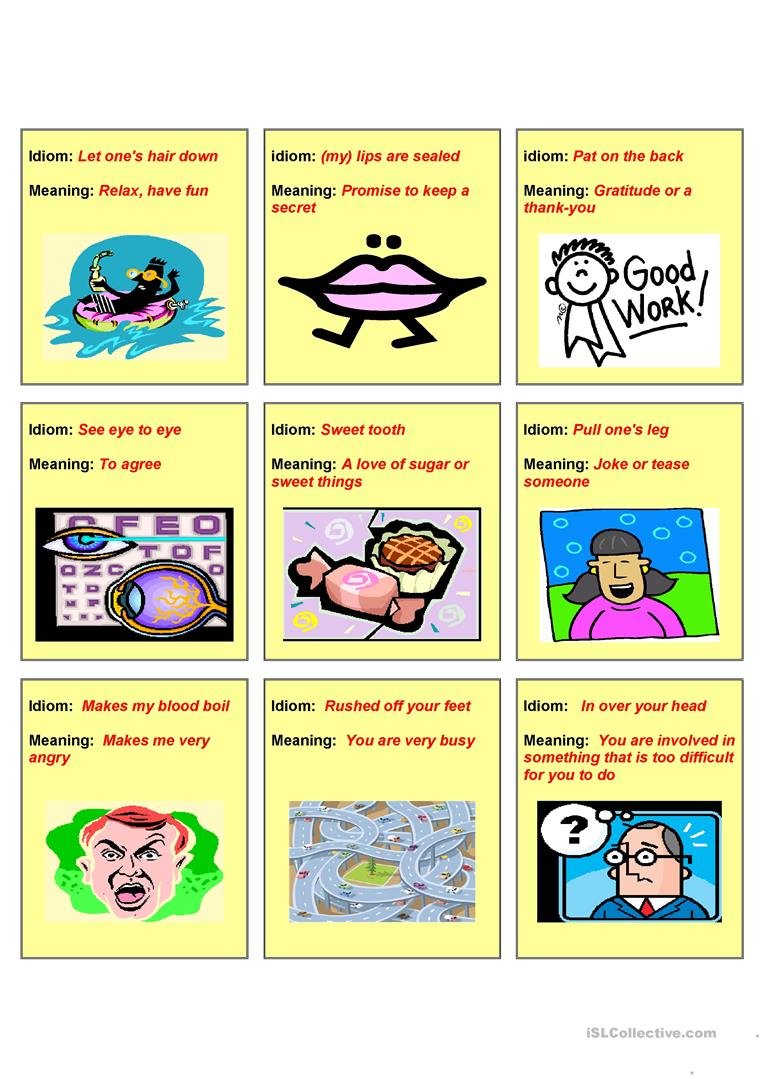 Idiom: Let one's hair down
Meaning: Relax, have fun
idiom: (my) lips are sealed
Meaning: Promise to keep a
secret
idiom: Pat on the back
Meaning: Gratitude or a
thank-you
Good
Work!
Idiom: See eye to eye
Meaning: To agree
C F E O
T O F
O Z C O
T
Idiom: Sweet tooth
Meaning: A love of sugar or
sweet things
Idiom: Pull one's leg
Meaning: Joke or tease
someone
Idiom: Makes my blood boil
Meaning: Makes me very
angry
Idiom: Rushed off your feet
Meaning: You are very busy
Idiom: In over your head
Meaning: You are involved in
something that is too difficult
for you to do
?
iSLCollective.com